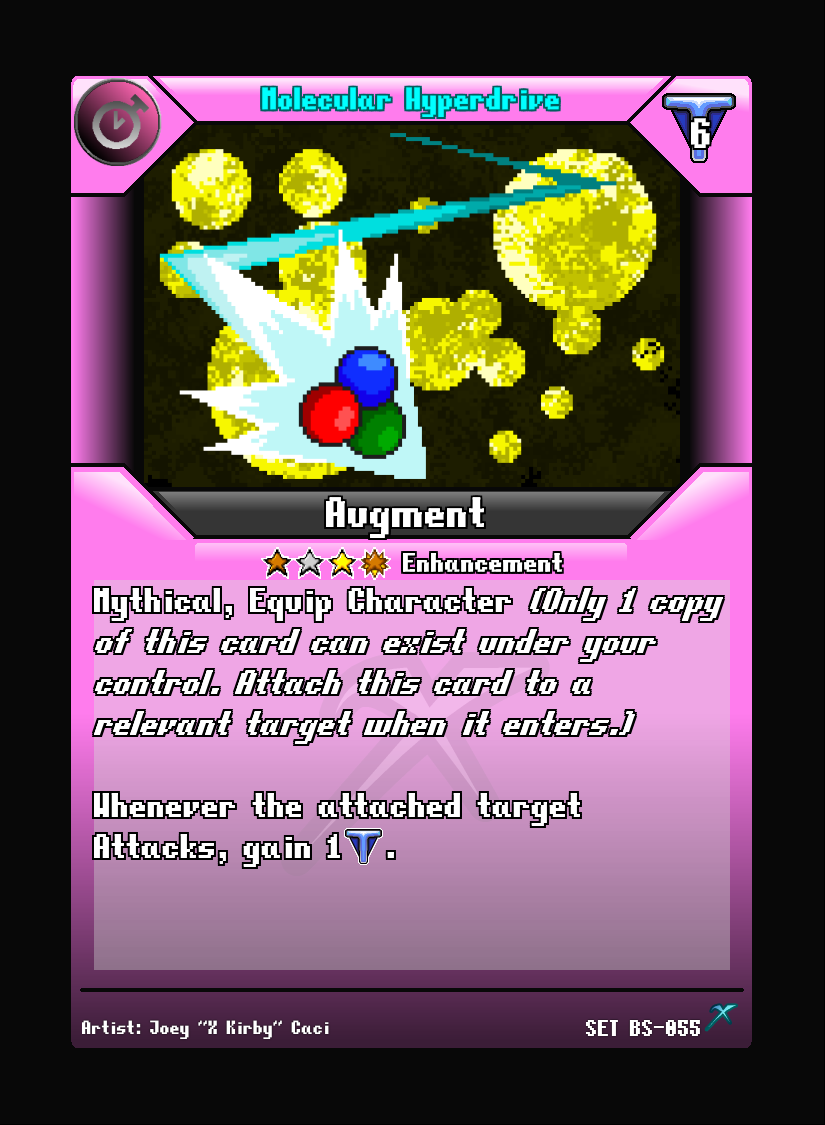 Molecular Hyperdrive
6
Augment
Enhancement
Mythical, Equip Character (Only 1 copy
of this card can exist under your
control. Attach this card to a
relevant target when it enters.)
Whenever the attached target
Attacks, gain 1 T.
Artist: Joey "X Kirby" Caci
SET BS-055